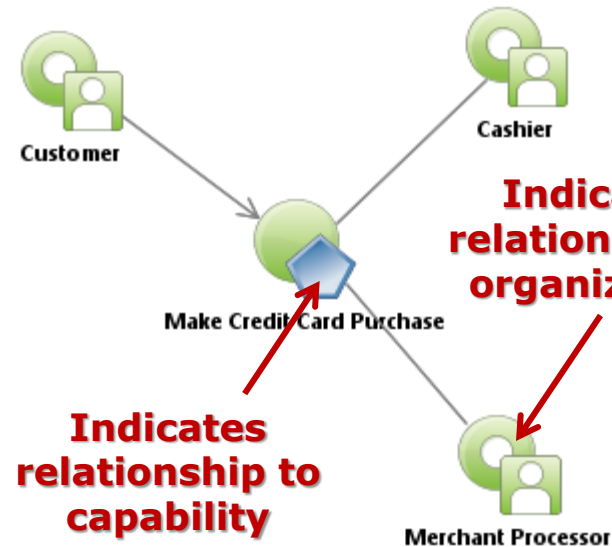 Customer
Cashier
Make Credit Card Purchase
Indicates
relationship to
capability
Merchant Processor